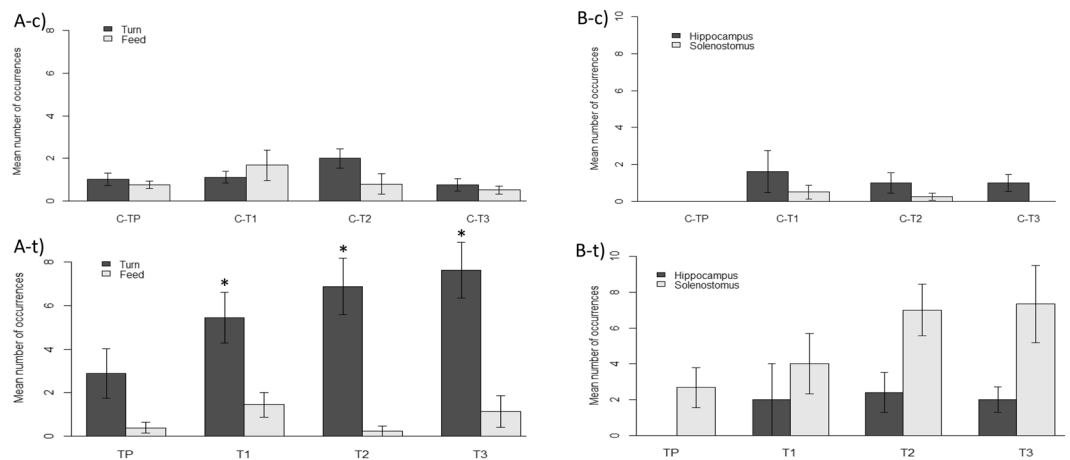 A-c)
Turn
Feed
Mean number of occurrences
8
6
4
2
0
C-TP C-T1 C-T2 C-T3
B-c)
Hippocampus
Solenostomus
Mean number of occurrences
10
8
6
4
2
0
C-TP C-T1 C-T2 C-T3
A-t)
Turn
Feed
Mean number of occurrences
8
6
4
2
0
* * *
TP T1 T2 T3
B-t)
Hippocampus
Solenostomus
Mean number of occurrences
10
8
6
4
2
0
TP T1 T2 T3